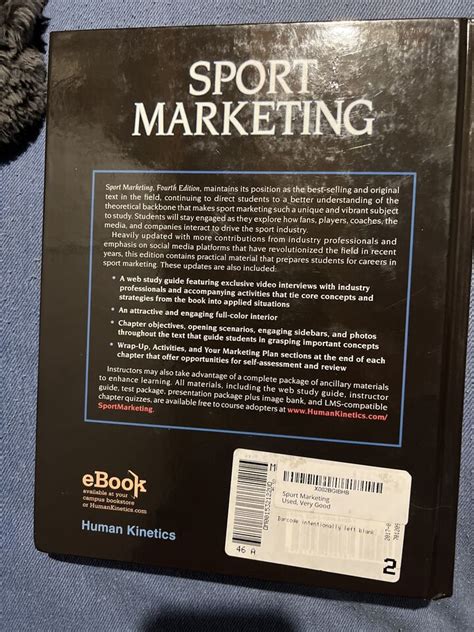 SPORT
MARKETING
Sport Marketing, Fourth Edition, maintains its position as the best-selling and original
text in the field, continuing to direct students to a better understanding of the
theoretical backbone that makes sport marketing such a unique and vibrant subject
to study. Students will stay engaged as they explore how fans, players, coaches, the
media, and companies interact to drive the sport industry.
Heavily updated with more contributions from industry professionals and
emphasis on social media platforms that have revolutionized the field in recent
years, this edition contains practical material that prepares students for careers in
sport marketing. These updates are also included:
• A web study guide featuring exclusive video interviews with industry
professionals and accompanying activities that tie core concepts and
strategies from the book into applied situations
• An attractive and engaging full-color interior
• Chapter objectives, opening scenarios, engaging sidebars, and photos
throughout the text that guide students in grasping important concepts
• Wrap-Up, Activities, and Your Marketing Plan sections at the end of each
chapter that offer opportunities for self-assessment and review
Instructors may also take advantage of a complete package of ancillary materials
to enhance learning. All materials, including the web study guide, instructor
guide, test package, presentation package plus image bank, and LMS-compatible
chapter quizzes, are available free to course adopters at www.HumanKinetics.com/
SportMarketing.
eBook
available at your
campus bookstore
or HumanKinetics.com
Human Kinetics
X002BGIBHB
Sport Marketing
Used, Very Good
Barcode intentionally left blank
46 A
2